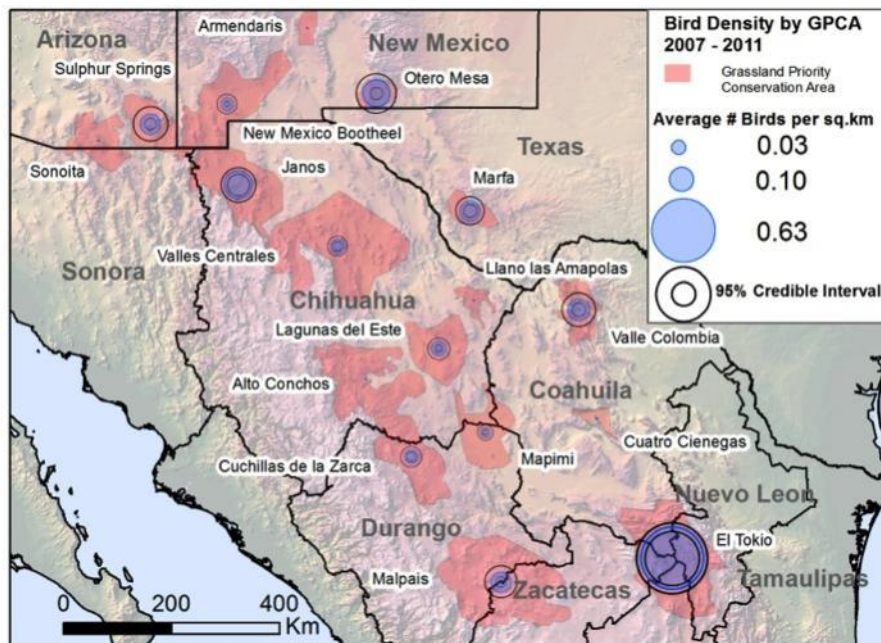 Bird Density by GPCA
2007 - 2011
Grassland Priority
Conservation Area
Average # Birds per sq.km
0.03
0.10
0.63
95% Credible Interval
Armendaris
Arizona
New Mexico
Sulphur Springs
Otero Mesa
New Mexico Bootheel
Texas
Sonoita
Janos
Marfa
Valles Centrales
Sonora
Llano las Amapolas
Chihuahua
Lagunas del Este
Valle Colombia
Alto Conchos
Coahuila
Cuatro Cienegas
Cuchillas de la Zarca
Mapimi
Nuevo Leon
Durango
El Tokio
Malpais
Zacatecas
Tamaulipas
0 200 400
Km